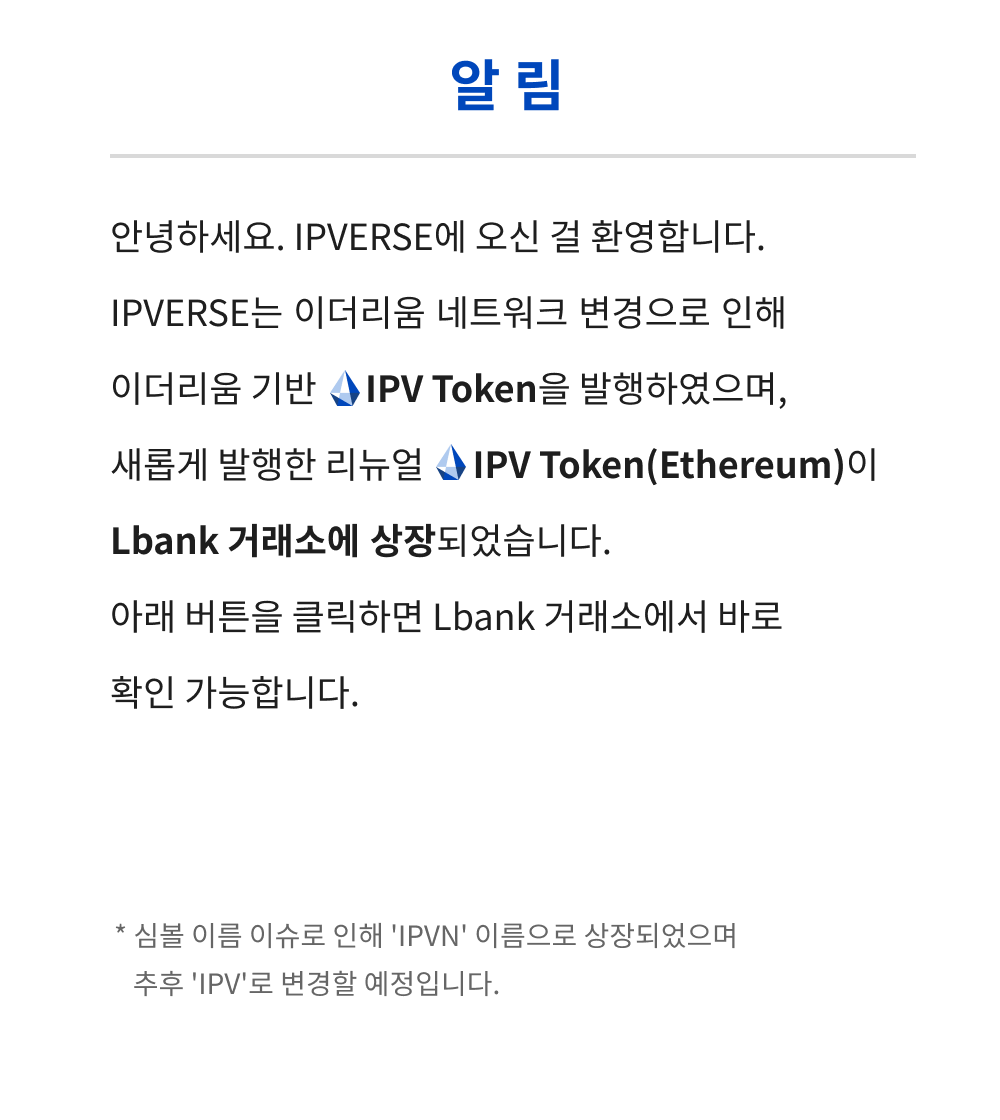 알 림
안녕하세요. IPVERSE에 오신 걸 환영합니다.
IPVERSE는 이더리움 네트워크 변경으로 인해
이더리움 기반 IPV Token을 발행하였으며,
새롭게 발행한 리뉴얼 IPV Token(Ethereum)이
Lbank 거래소에 상장되었습니다.
아래 버튼을 클릭하면 Lbank 거래소에서 바로
확인 가능합니다.
* 심볼 이름 이슈로 인해 'IPVN' 이름으로 상장되었으며
추후 'IPV'로 변경할 예정입니다.